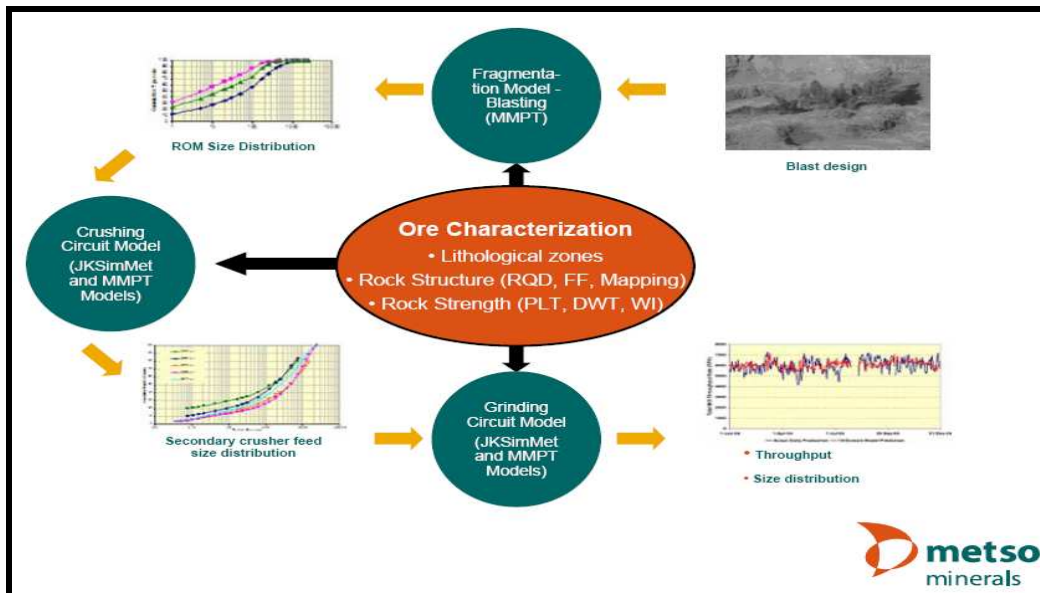 Fragmenta-
tion Model -
Blasting
(MMPT)
ROM Size Distribution
Blast design
Crushing
Circuit Model
(JKSimMet
and MMPT
Models)
Ore Characterization
• Lithological zones
• Rock Structure (RQD, FF, Mapping)
• Rock Strength (PLT, DWT, WI)
Secondary crusher feed
size distribution
Grinding
Circuit Model
(JKSimMet
and MMPT
Models)
• Throughput
• Size distribution
metso
minerals